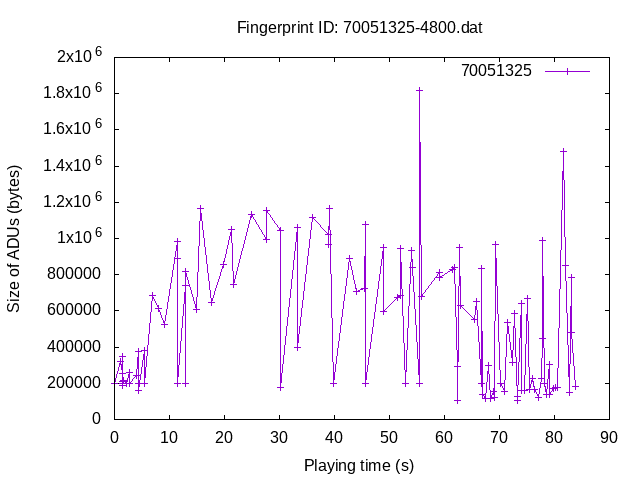 Fingerprint ID: 70051325-4800.dat
70051325
2x10^6
1.8x10^6
1.6x10^6
1.4x10^6
1.2x10^6
1x10^6
800000
600000
400000
200000
0
Size of ADUs (bytes)
0 10 20 30 40 50 60 70 80 90
Playing time (s)